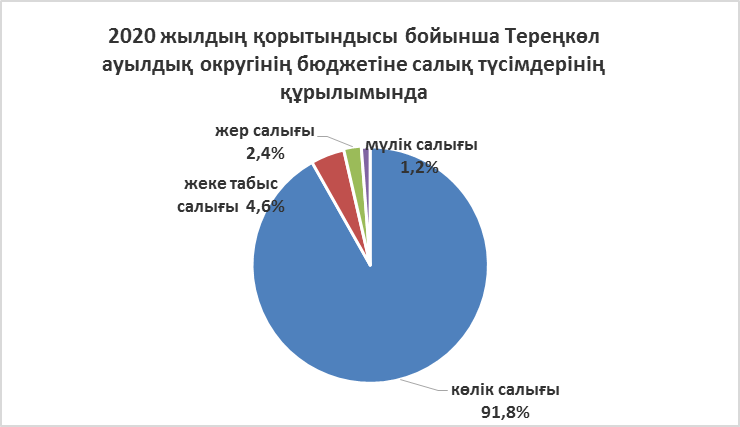 2020 жылдың қорытындысы бойынша Тереңкөл
ауылдық округінің бюджетіне салық түсімдерінің
құрылымында
жер салығы
2,4%
мүлік салығы
1,2%
жеке табыс
салығы 4,6%
көлік салығы
91,8%